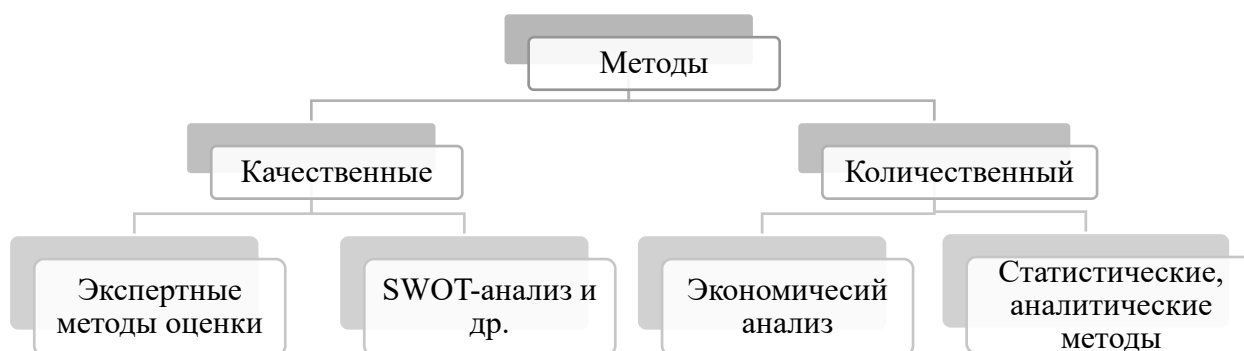 Методы
Качественные
Количественный
Экспертные
методы оценки
SWOT-анализ и
др.
Экономичесий
анализ
Статистические,
аналитические
методы